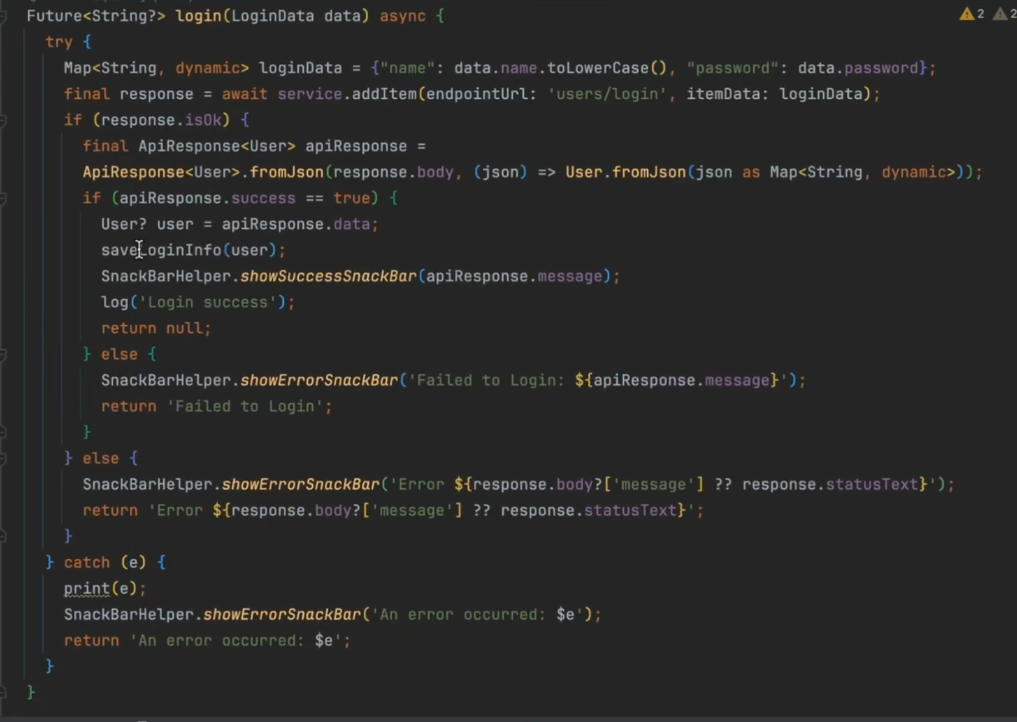 Future<String?> login(LoginData data) async {
2 2
try {
Map<String, dynamic> loginData = {"name": data.name.toLowerCase(), "password": data.password};
final response = await service.addItem(endpointUrl: 'users/login', itemData: loginData);
if (response.isOk) {
final ApiResponse<User> apiResponse =
ApiResponse<User>.fromJson(response.body, (json) => User.fromJson(json as Map<String, dynamic>));
if (apiResponse.success == true) {
User? user = apiResponse.data;
saveLoginInfo(user);
SnackBarHelper.showSuccessSnackBar(apiResponse.message);
log('Login success');
return null;
} else {
SnackBarHelper.showErrorSnackBar('Failed to Login: ${apiResponse.message}');
return 'Failed to Login';
}
} else {
SnackBarHelper.showErrorSnackBar('Error ${response.body?['message'] ?? response.statusText}');
return 'Error ${response.body?['message'] ?? response.statusText}';
}
} catch (e) {
print(e);
SnackBarHelper.showErrorSnackBar('An error occurred: $e');
return 'An error occurred: $e';
}
}